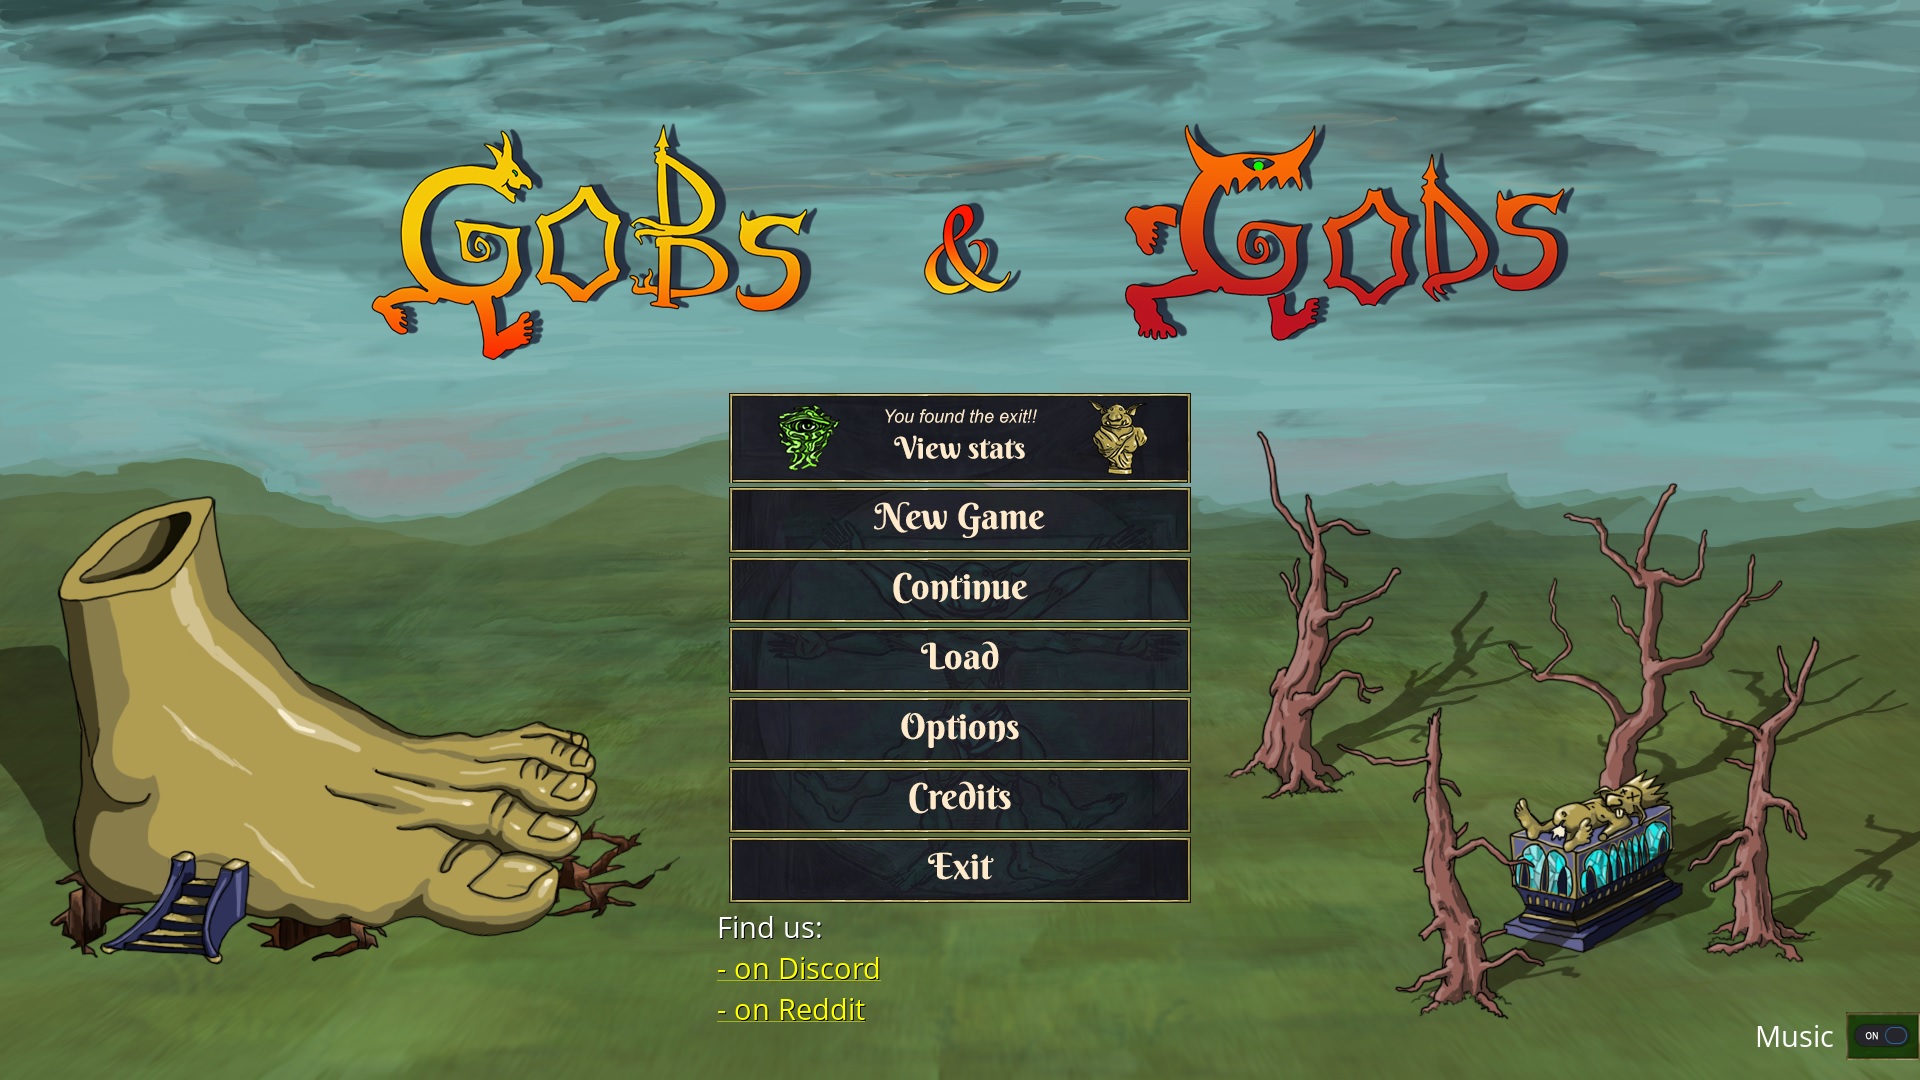 GOBS & GODS
You found the exit!!
View stats
New Game
Continue
Load
Options
Credits
Exit
Find us:
- on Discord
- on Reddit
Music ON